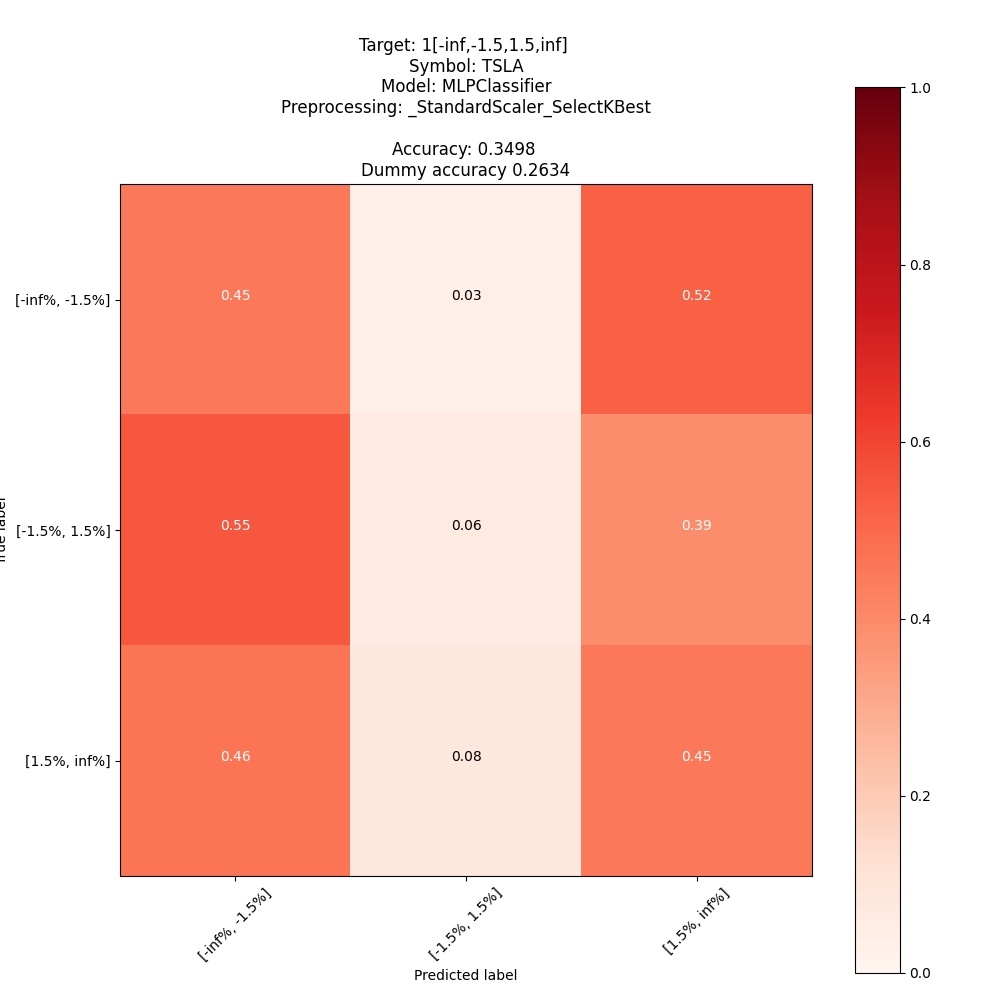 Target: 1[-inf,-1.5,1.5,inf]
Symbol: TSLA
Model: MLPClassifier
Preprocessing: _StandardScaler_SelectKBest
Accuracy: 0.3498
Dummy accuracy 0.2634
1.0
0.8
0.6
0.4
0.2
0.0
[-inf%, -1.5%]
0.45
0.03
0.52
[-1.5%, 1.5%]
0.55
0.06
0.39
[1.5%, inf%]
0.46
0.08
0.45
[-inf%, -1.5%]
[-1.5%, 1.5%]
[1.5%, inf%]
Predicted label